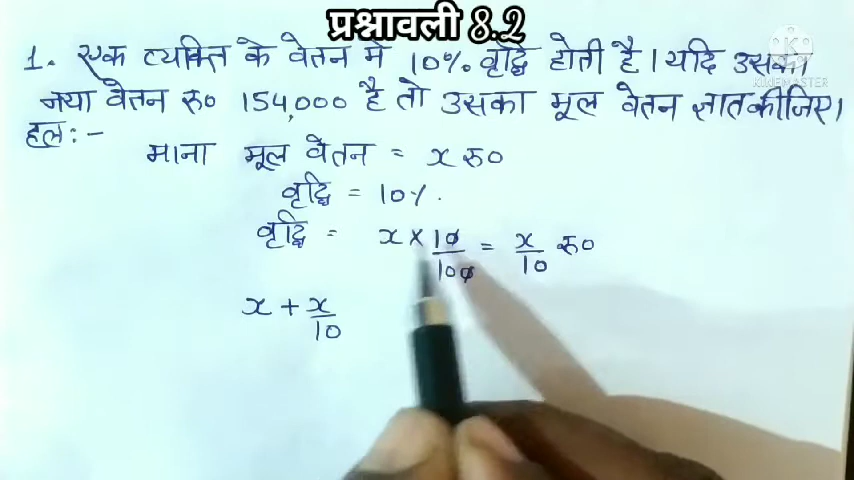 प्रश्नावली 8.2
1. एक व्यक्ति के वेतन में 10% वृद्धि होती है। यदि उसका
नया वेतन रु० 154,000 है तो उसका मूल वेतन ज्ञात कीजिए।
हल:-
माना मूल वेतन = x रु०
वृद्धि = 10%.
वृद्धि = x × 10/100 = x/10 रु०
x + x/10
KINEMASTER